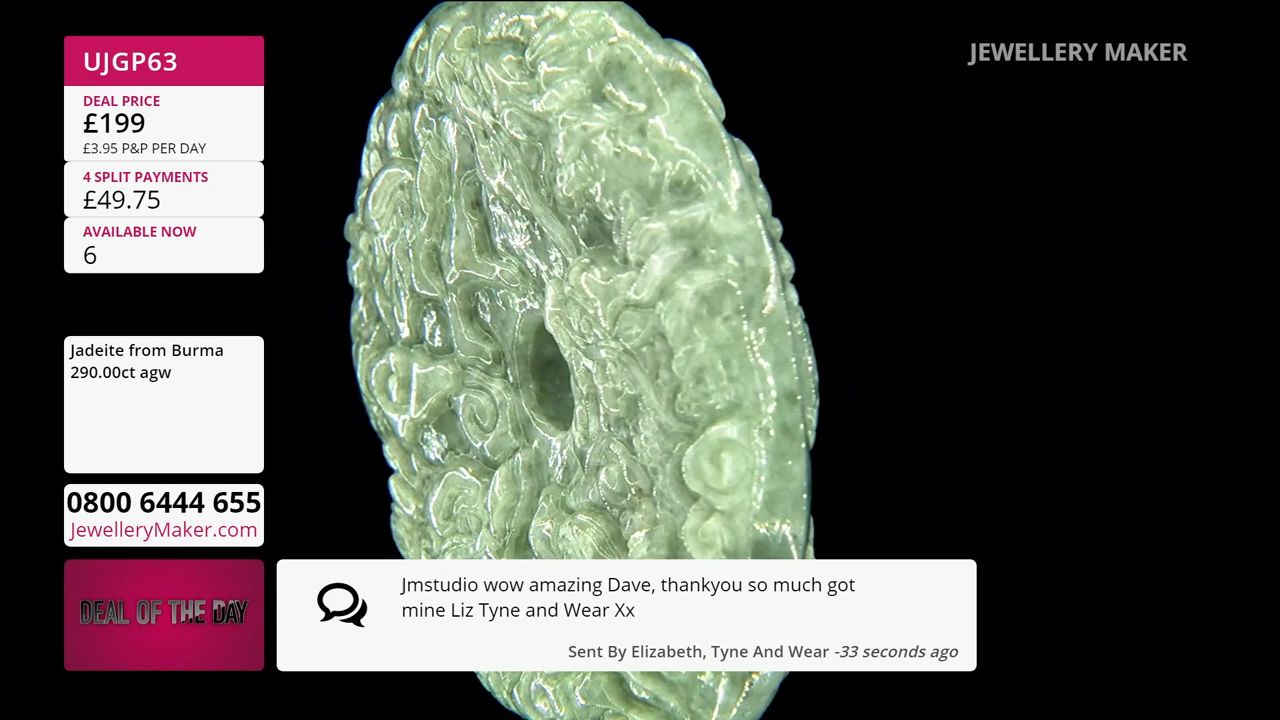 UJGP63
DEAL PRICE
£199
£3.95 P&P PER DAY
4 SPLIT PAYMENTS
£49.75
AVAILABLE NOW
6
Jadeite from Burma
290.00ct agw
0800 6444 655
JewelleryMaker.com
DEAL OF THE DAY
JEWELLERY MAKER
Jmstudio wow amazing Dave, thankyou so much got
mine Liz Tyne and Wear Xx
Sent By Elizabeth, Tyne And Wear -33 seconds ago